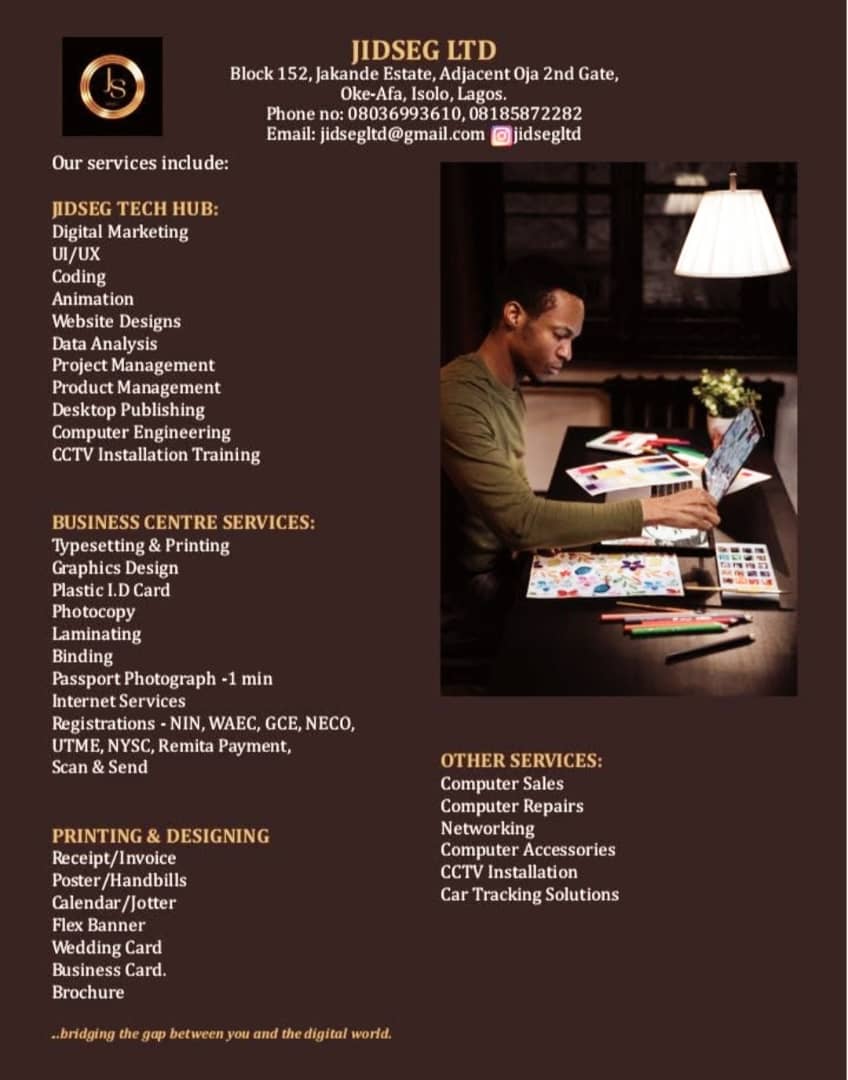 JS
JIDSEG LTD
Block 152, Jakande Estate, Adjacent Oja 2nd Gate,
Oke-Afa, Isolo, Lagos.
Phone no: 08036993610, 08185872282
Email: jidsegltd@gmail.com jidsegltd
Our services include:
JIDSEG TECH HUB:
Digital Marketing
UI/UX
Coding
Animation
Website Designs
Data Analysis
Project Management
Product Management
Desktop Publishing
Computer Engineering
CCTV Installation Training
BUSINESS CENTRE SERVICES:
Typesetting & Printing
Graphics Design
Plastic I.D Card
Photocopy
Laminating
Binding
Passport Photograph -1 min
Internet Services
Registrations - NIN, WAEC, GCE, NECO,
UTME, NYSC, Remita Payment,
Scan & Send
PRINTING & DESIGNING
Receipt/Invoice
Poster/Handbills
Calendar/Jotter
Flex Banner
Wedding Card
Business Card.
Brochure
...bridging the gap between you and the digital world.
OTHER SERVICES:
Computer Sales
Computer Repairs
Networking
Computer Accessories
CCTV Installation
Car Tracking Solutions